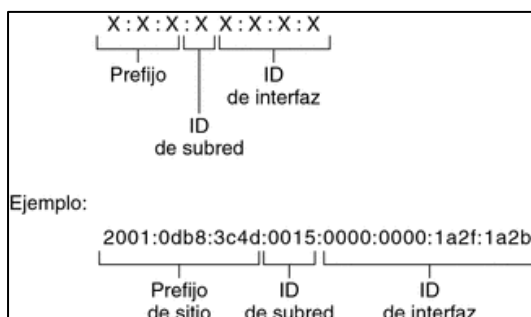 X:X:X:X X:X:X:X
Prefijo
ID
de interfaz
ID
de subred
Ejemplo:
2001:0db8:3c4d:0015:0000:0000:1a2f:1a2b
Prefijo
de sitio
ID
de subred
ID
de interfaz